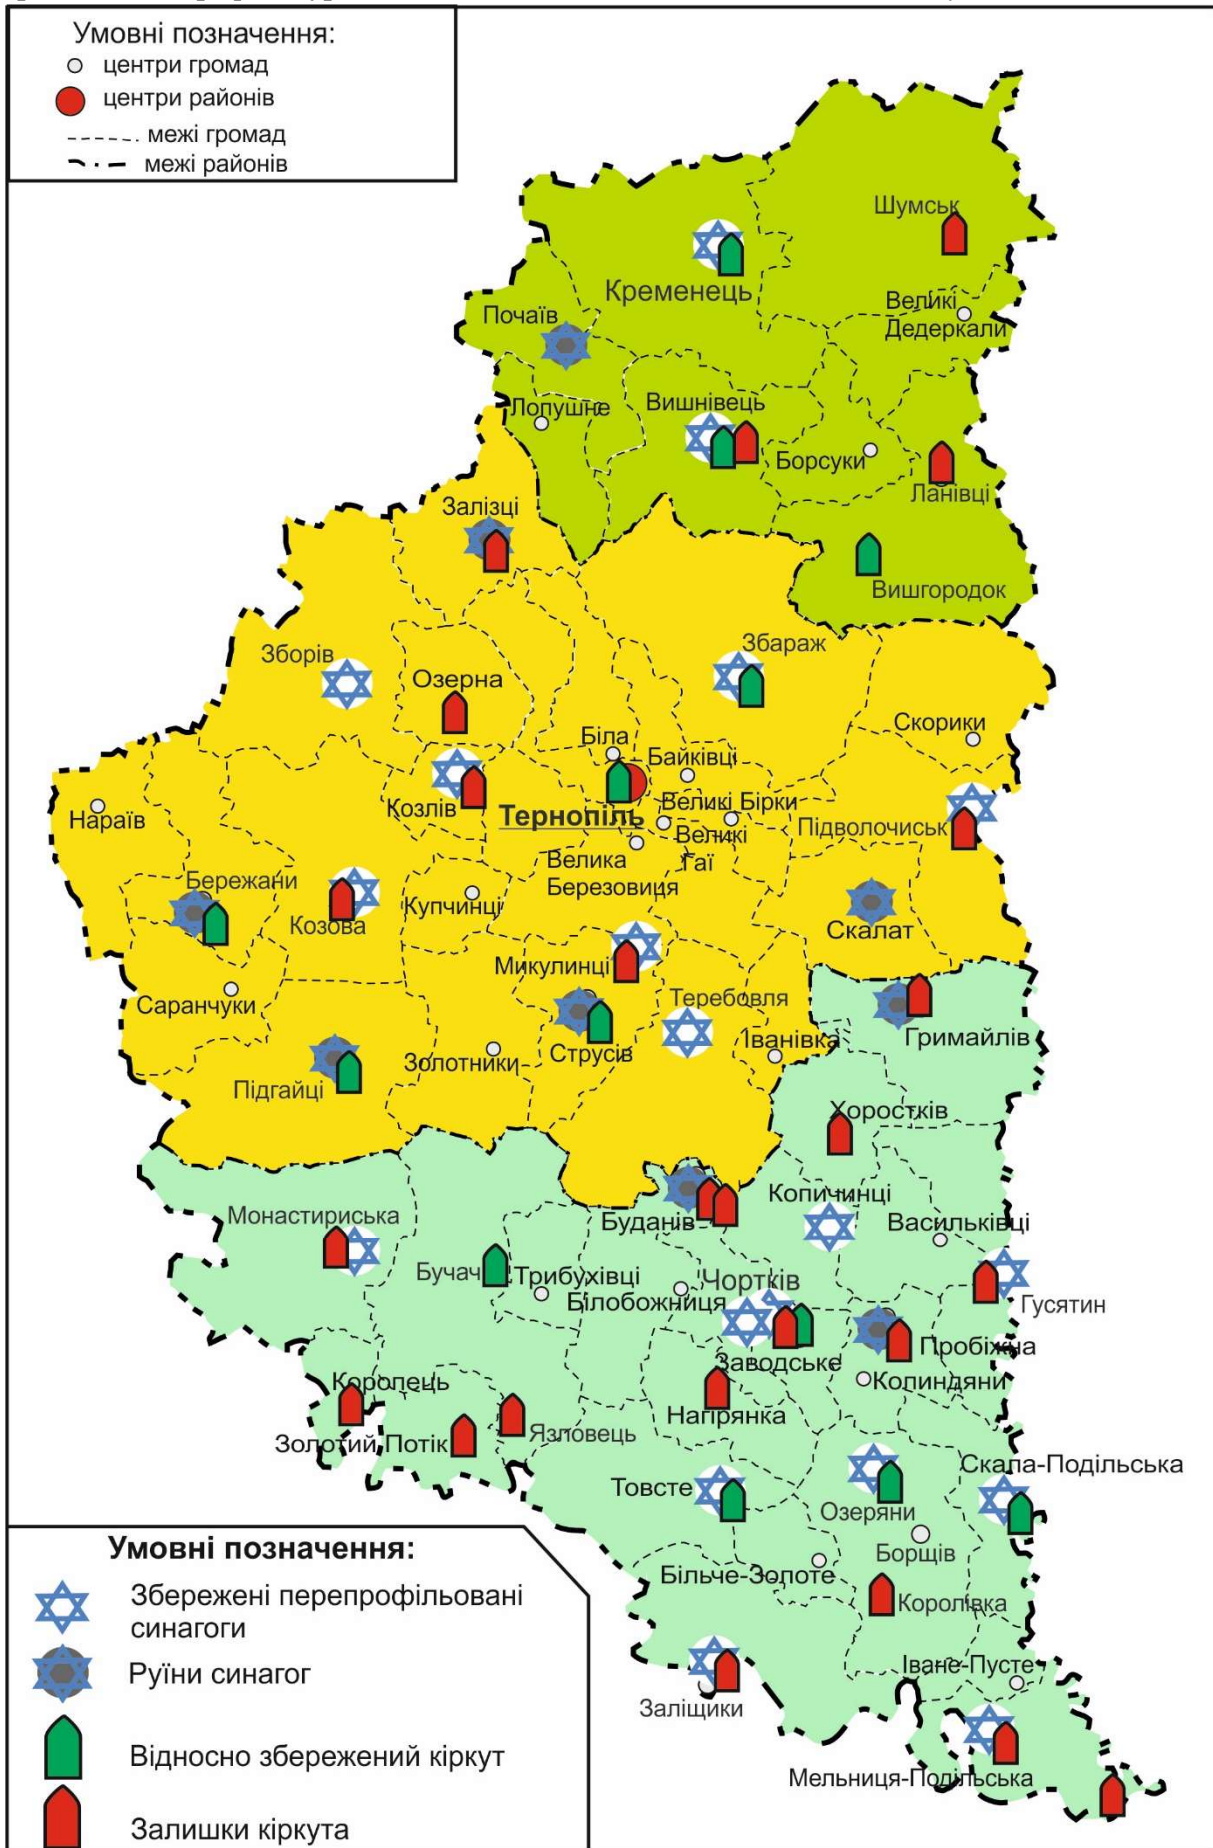 Умовні позначення:
центри громад
центри районів
межі громад
межі районів
Шумськ
Кременець
Великі
Дедеркали
Почаїв
Лопушне
Вишнівець
Борсуки
Ланівці
Залізці
Вишгородок
Зборів
Озерна
Збараж
Скорики
Біла
Байківці
Нараїв
Козлів
Тернопіль
Великі Бірки
Великі
Гаї
Підволочиськ
Велика
Березовиця
Бережани
Козова
Купчинці
Скалат
Микулинці
Саранчуки
Теребовля
Струсів
Іванівка
Гримайлів
Золотники
Підгайці
Хоростків
Буданів
Копичинці
Васильківці
Монастириська
Бучач
Трибухівці
Білобожниця
Чортків
Гусятин
Заводське
Пробіжна
Колиндяни
Королець
Нагірянка
Золотий Потік
Язловець
Товсте
Озеряни
Скала-Подільська
Борщів
Більче-Золоте
Королівка
Іване-Пусте
Заліщики
Мельниця-Подільська
Умовні позначення:
Збережені перепрофільовані
синагоги
Руїни синагог
Відносно збережений кіркут
Залишки кіркута